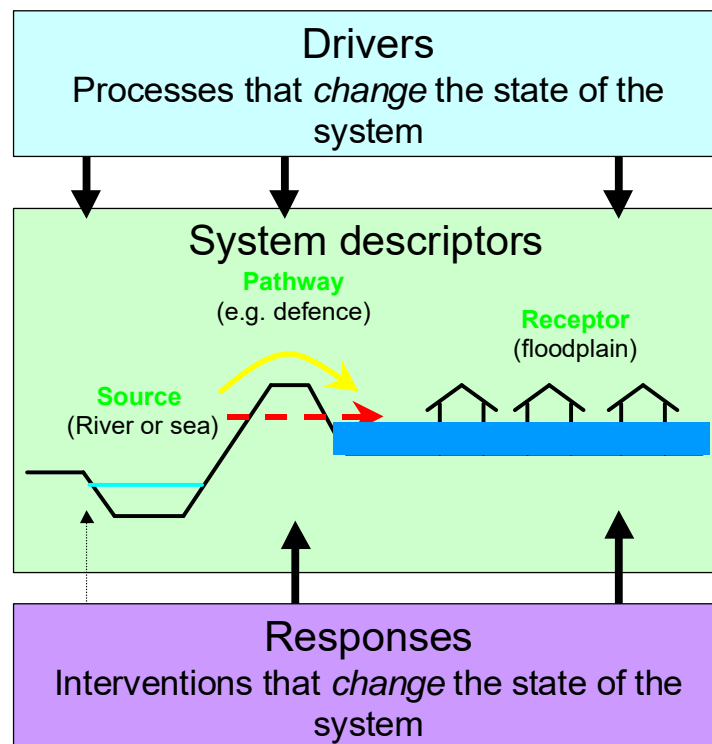 Drivers
Processes that change the state of the
system
System descriptors
Pathway
(e.g. defence)
Receptor
(floodplain)
Source
(River or sea)
Responses
Interventions that change the state of the
system